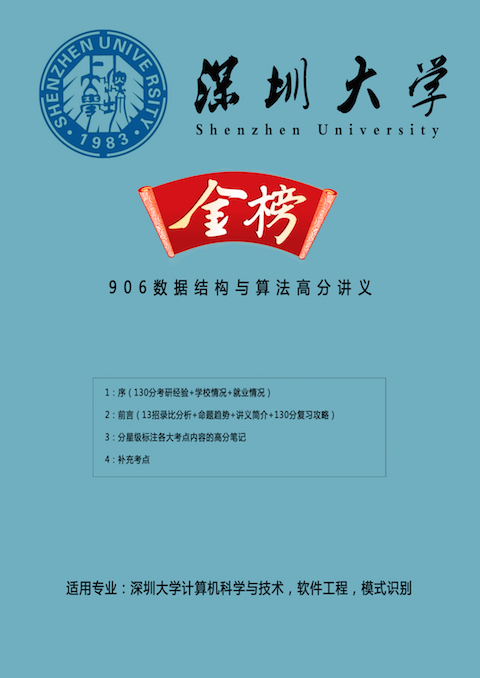 SHENZHEN UNIVERSITY
深圳大学
·1983·
深圳大学
Shenzhen University
金榜
906数据结构与算法高分讲义
1：序（130分考研经验+学校情况+就业情况）
2：前言（13招录比分析+命题趋势+讲义简介+130分复习攻略）
3：分星级标注各大考点内容的高分笔记
4：补充考点
适用专业：深圳大学计算机科学与技术，软件工程，模式识别